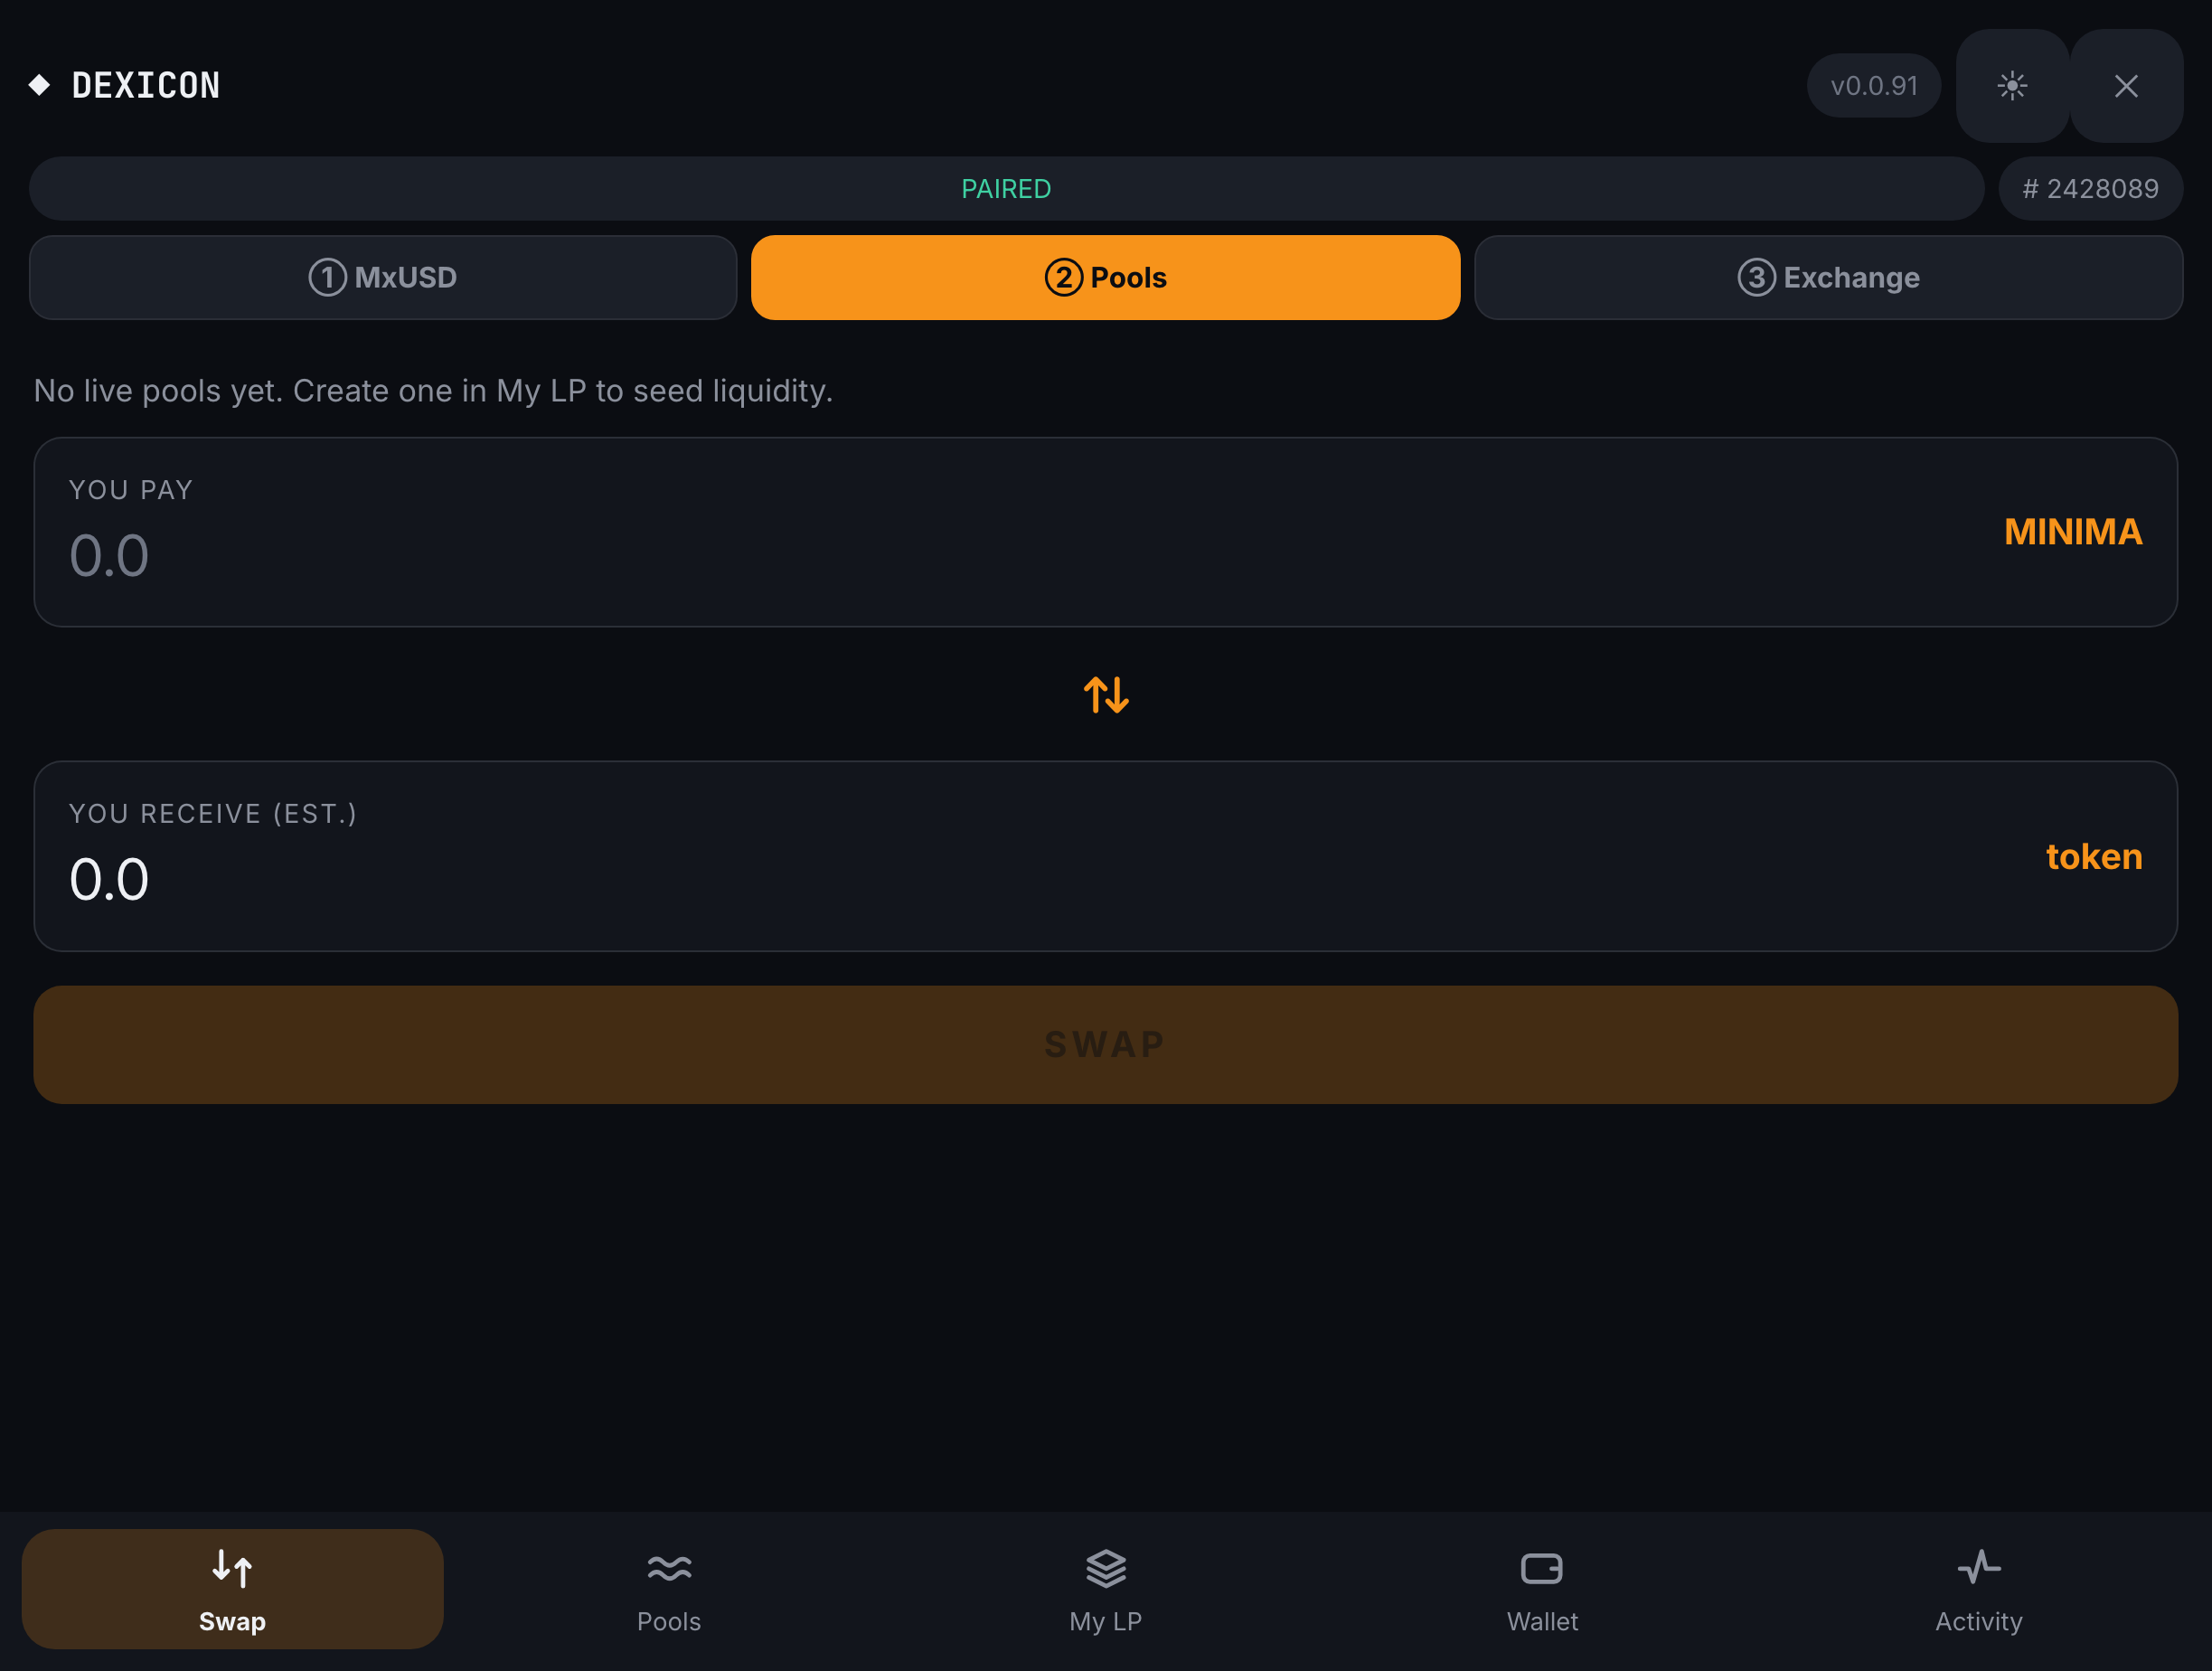 DEXICON
v0.0.91
PAIRED
# 2428089
1 MxUSD
2 Pools
3 Exchange
No live pools yet. Create one in My LP to seed liquidity.
YOU PAY
0.0
MINIMA
YOU RECEIVE (EST.)
0.0
token
SWAP
Swap
Pools
My LP
Wallet
Activity